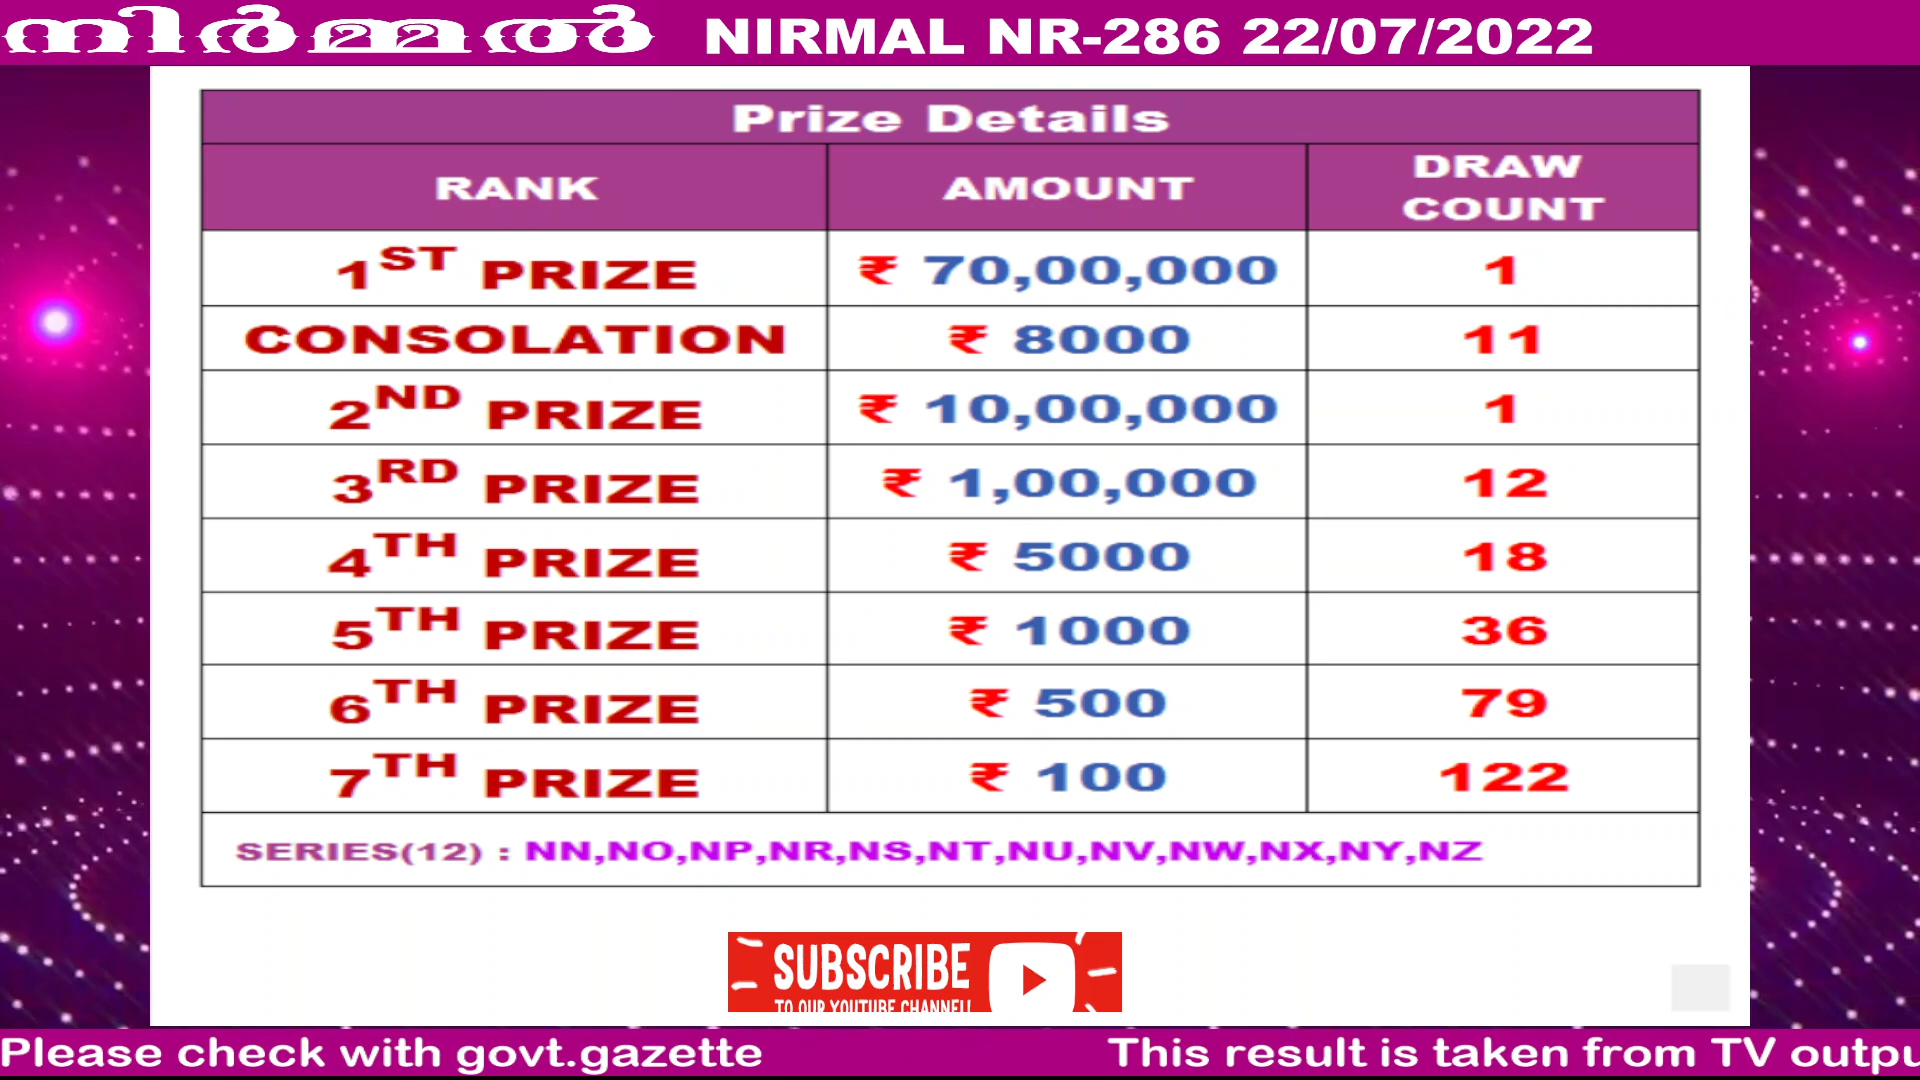 നിർമ്മൽ NIRMAL NR-286 22/07/2022
Prize Details
RANK AMOUNT DRAW COUNT
1ST PRIZE ₹ 70,00,000 1
CONSOLATION ₹ 8000 11
2ND PRIZE ₹ 10,00,000 1
3RD PRIZE ₹ 1,00,000 12
4TH PRIZE ₹ 5000 18
5TH PRIZE ₹ 1000 36
6TH PRIZE ₹ 500 79
7TH PRIZE ₹ 100 122
SERIES(12) : NN,NO,NP,NR,NS,NT,NU,NV,NW,NX,NY,NZ
SUBSCRIBE
TO OUR YOUTUBE CHANNEL!
Please check with govt.gazette This result is taken from TV outpu